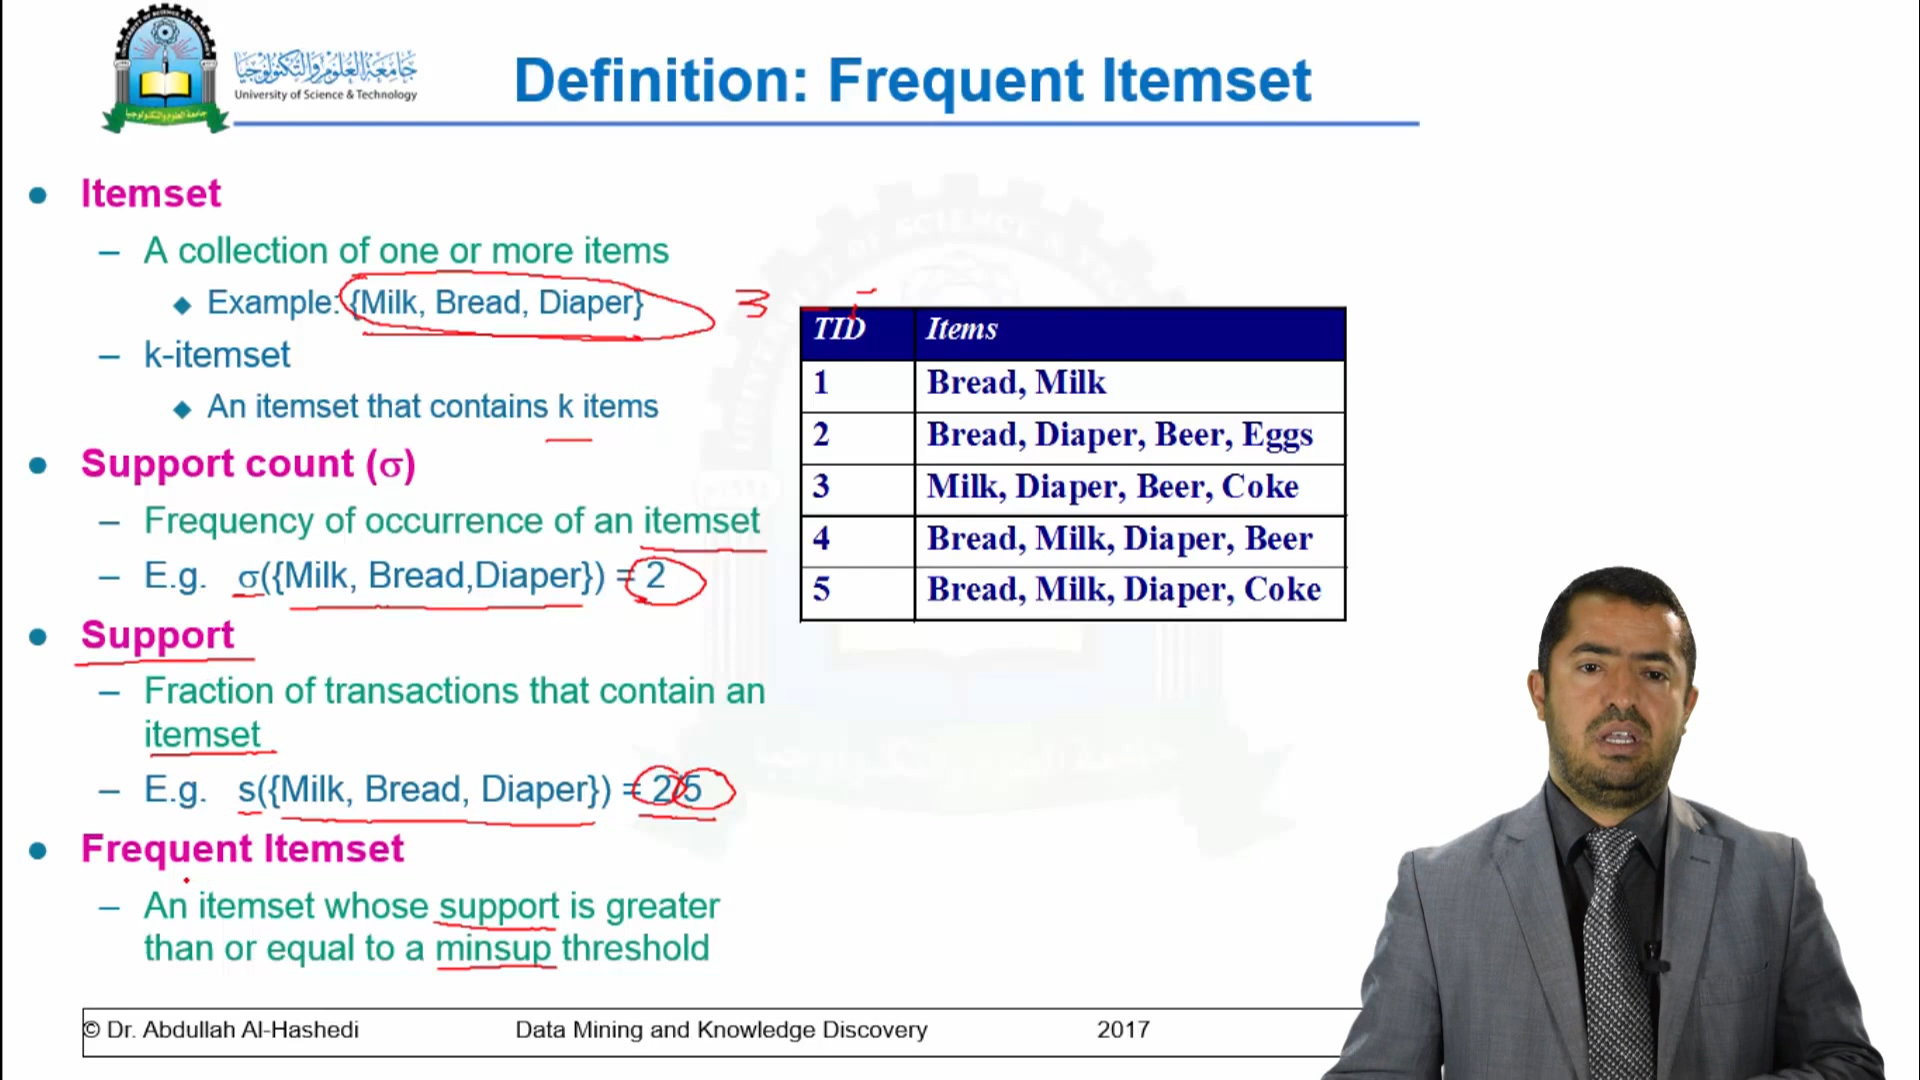 جامعة العلوم والتكنولوجيا
University of Science & Technology
Definition: Frequent Itemset
● Itemset
– A collection of one or more items
◆ Example: {Milk, Bread, Diaper}
3
– k-itemset
◆ An itemset that contains k items
● Support count (σ)
– Frequency of occurrence of an itemset
– E.g. σ({Milk, Bread,Diaper}) = 2
● Support
– Fraction of transactions that contain an
itemset
– E.g. s({Milk, Bread, Diaper}) = 2/5
● Frequent Itemset
– An itemset whose support is greater
than or equal to a minsup threshold
TID Items
1 Bread, Milk
2 Bread, Diaper, Beer, Eggs
3 Milk, Diaper, Beer, Coke
4 Bread, Milk, Diaper, Beer
5 Bread, Milk, Diaper, Coke
© Dr. Abdullah Al-Hashedi Data Mining and Knowledge Discovery 2017